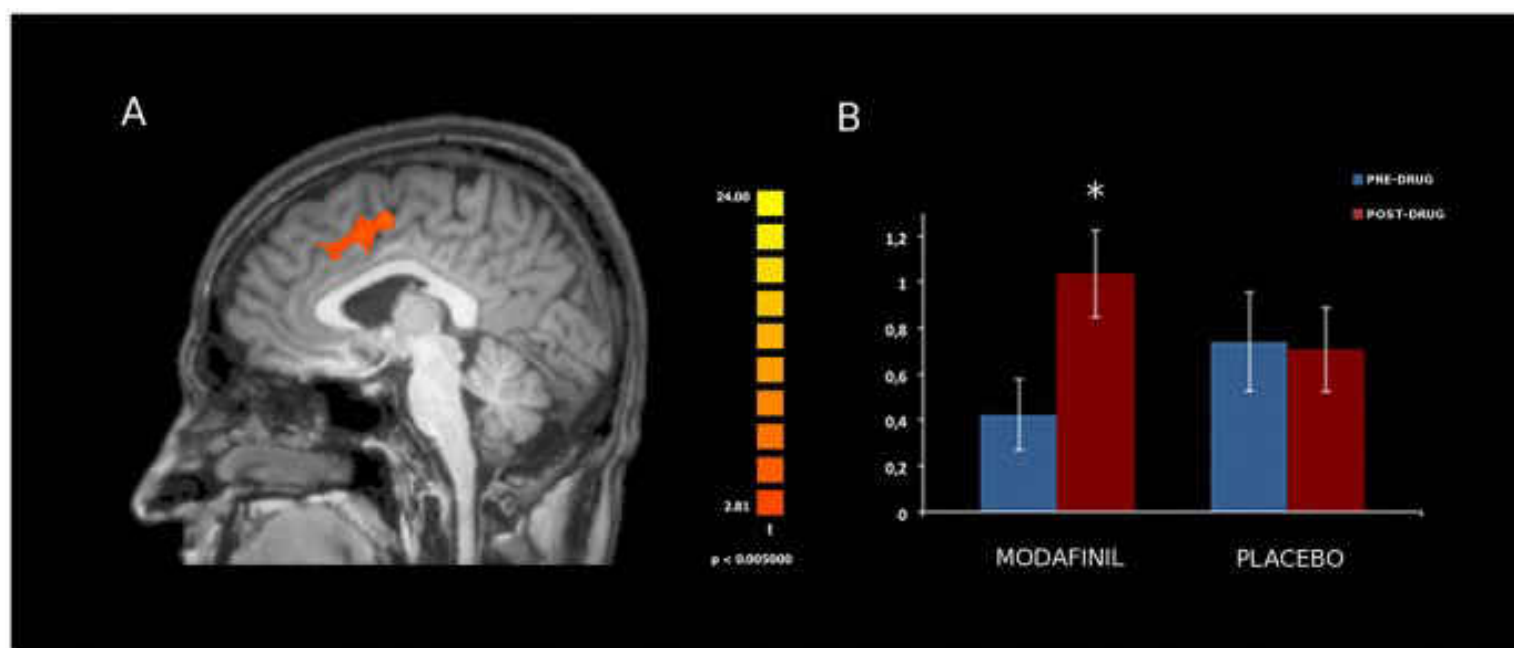 A
24.00
2.81
t
p < 0.005000
B
*
PRE-DRUG
POST-DRUG
1,2
1
0,8
0,6
0,4
0,2
0
MODAFINIL
PLACEBO